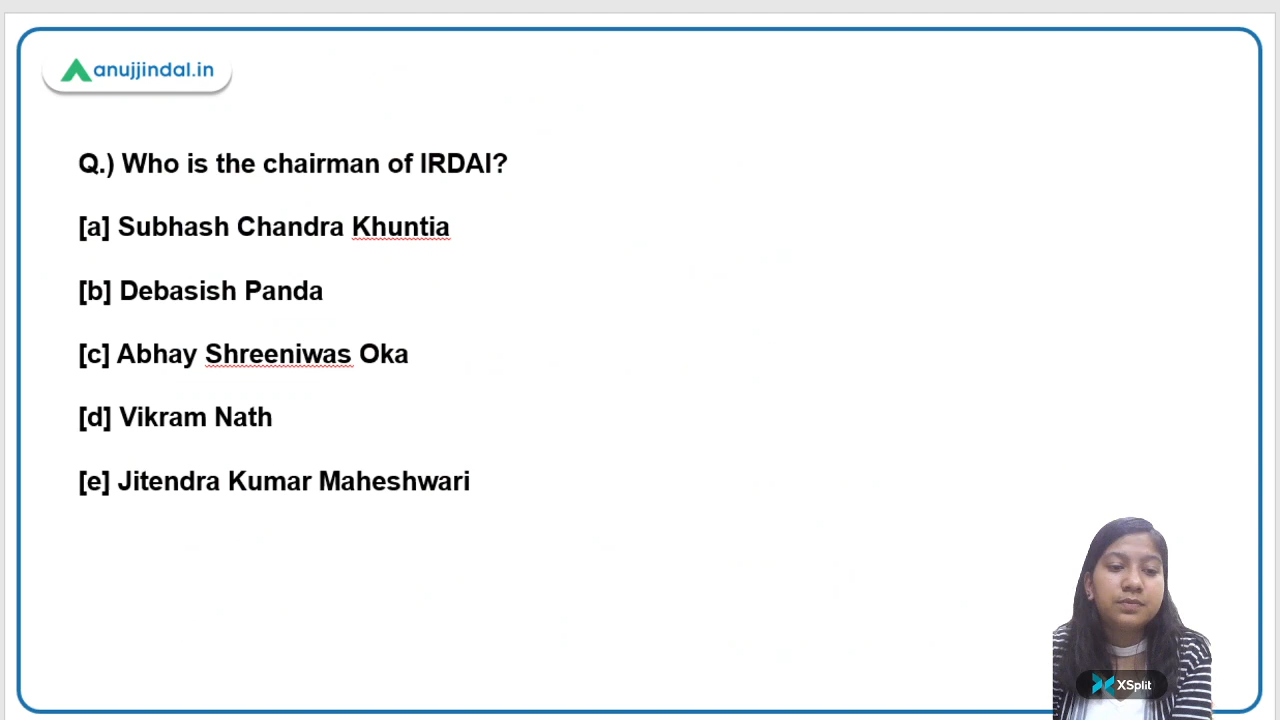 anujjindal.in
Q.) Who is the chairman of IRDAI?
[a] Subhash Chandra Khuntia
[b] Debasish Panda
[c] Abhay Shreeniwas Oka
[d] Vikram Nath
[e] Jitendra Kumar Maheshwari
XSplit